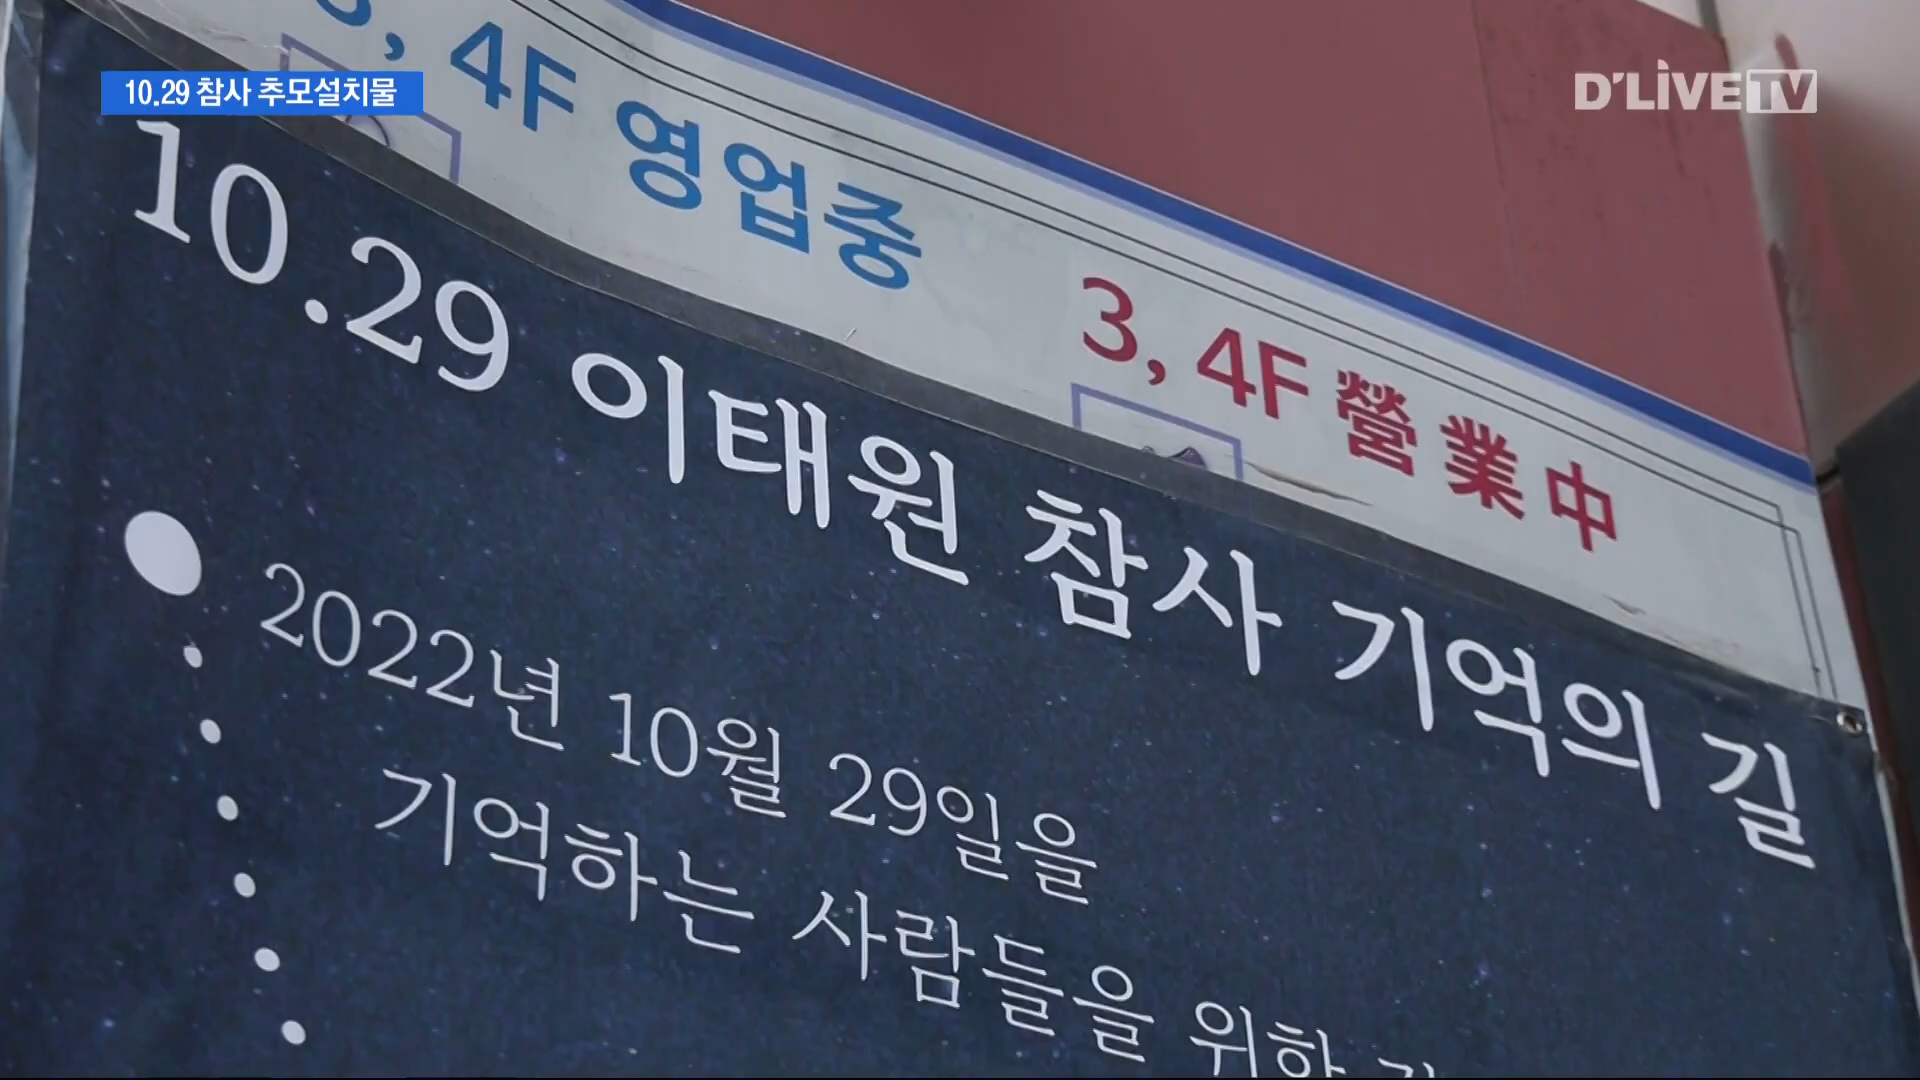 10.29 참사 추모설치물
D'LIVE TV
3, 4F 영업중
3, 4F 營業中
10.29 이태원 참사 기억의 길
2022년 10월 29일을
기억하는 사람들을 위한